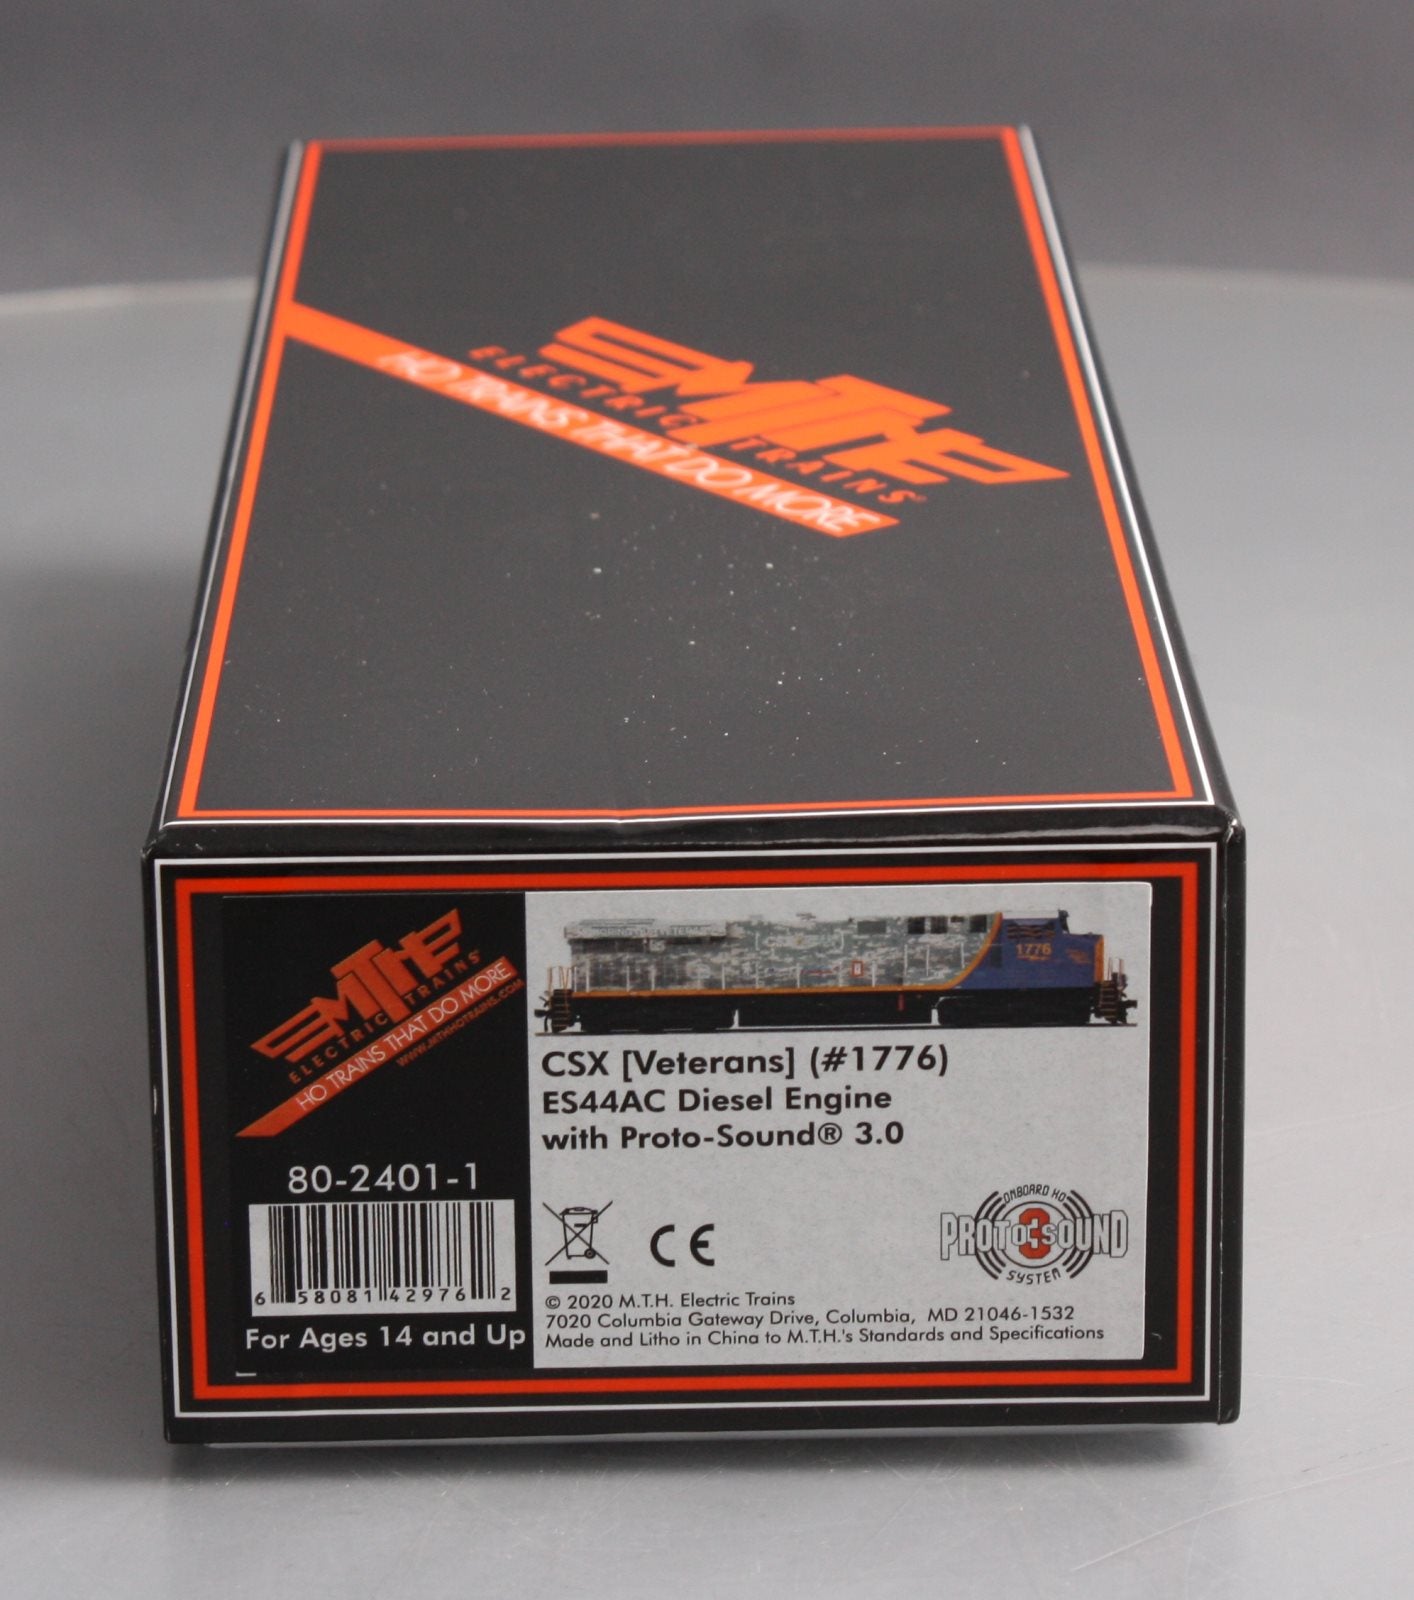 MTH
ELECTRIC TRAINS
HO TRAINS THAT DO MORE
MTH
ELECTRIC TRAINS®
HO TRAINS THAT DO MORE
WWW.MTHHOTRAINS.COM
80-2401-1
6 58081 42976 2
For Ages 14 and Up
1776
CSX [Veterans] (#1776)
ES44AC Diesel Engine
with Proto-Sound® 3.0
CE
ONBOARD HO
PROTO 3 SOUND
SYSTEM
© 2020 M.T.H. Electric Trains
7020 Columbia Gateway Drive, Columbia, MD 21046-1532
Made and Litho in China to M.T.H.'s Standards and Specifications